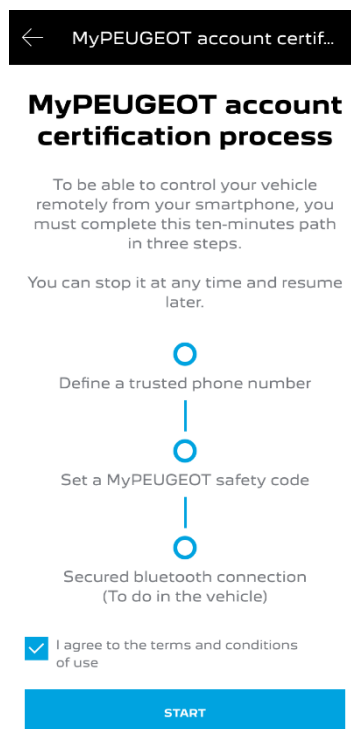 MyPEUGEOT account certif...
MyPEUGEOT account
certification process
To be able to control your vehicle
remotely from your smartphone, you
must complete this ten-minutes path
in three steps.
You can stop it at any time and resume
later.
Define a trusted phone number
Set a MyPEUGEOT safety code
Secured bluetooth connection
(To do in the vehicle)
I agree to the terms and conditions
of use
START